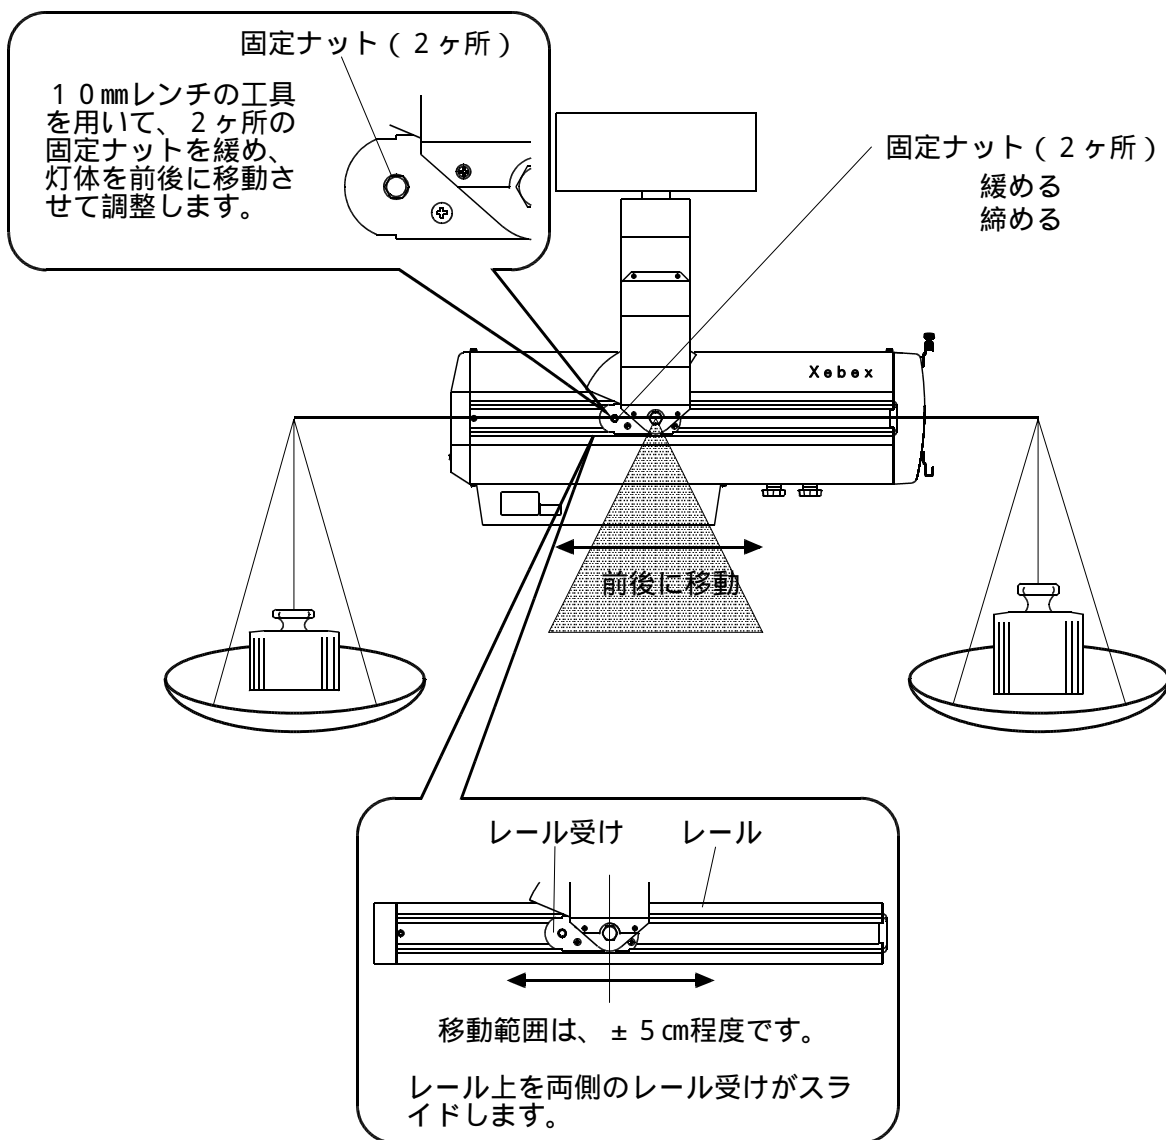 固定ナット（２ヶ所）
１０㎜レンチの工具
を用いて、２ヶ所の
固定ナットを緩め、
灯体を前後に移動さ
せて調整します。
固定ナット（２ヶ所）
緩める
締める
Xebex
前後に移動
レール受け
レール
移動範囲は、±５㎝程度です。
レール上を両側のレール受けがスラ
イドします。